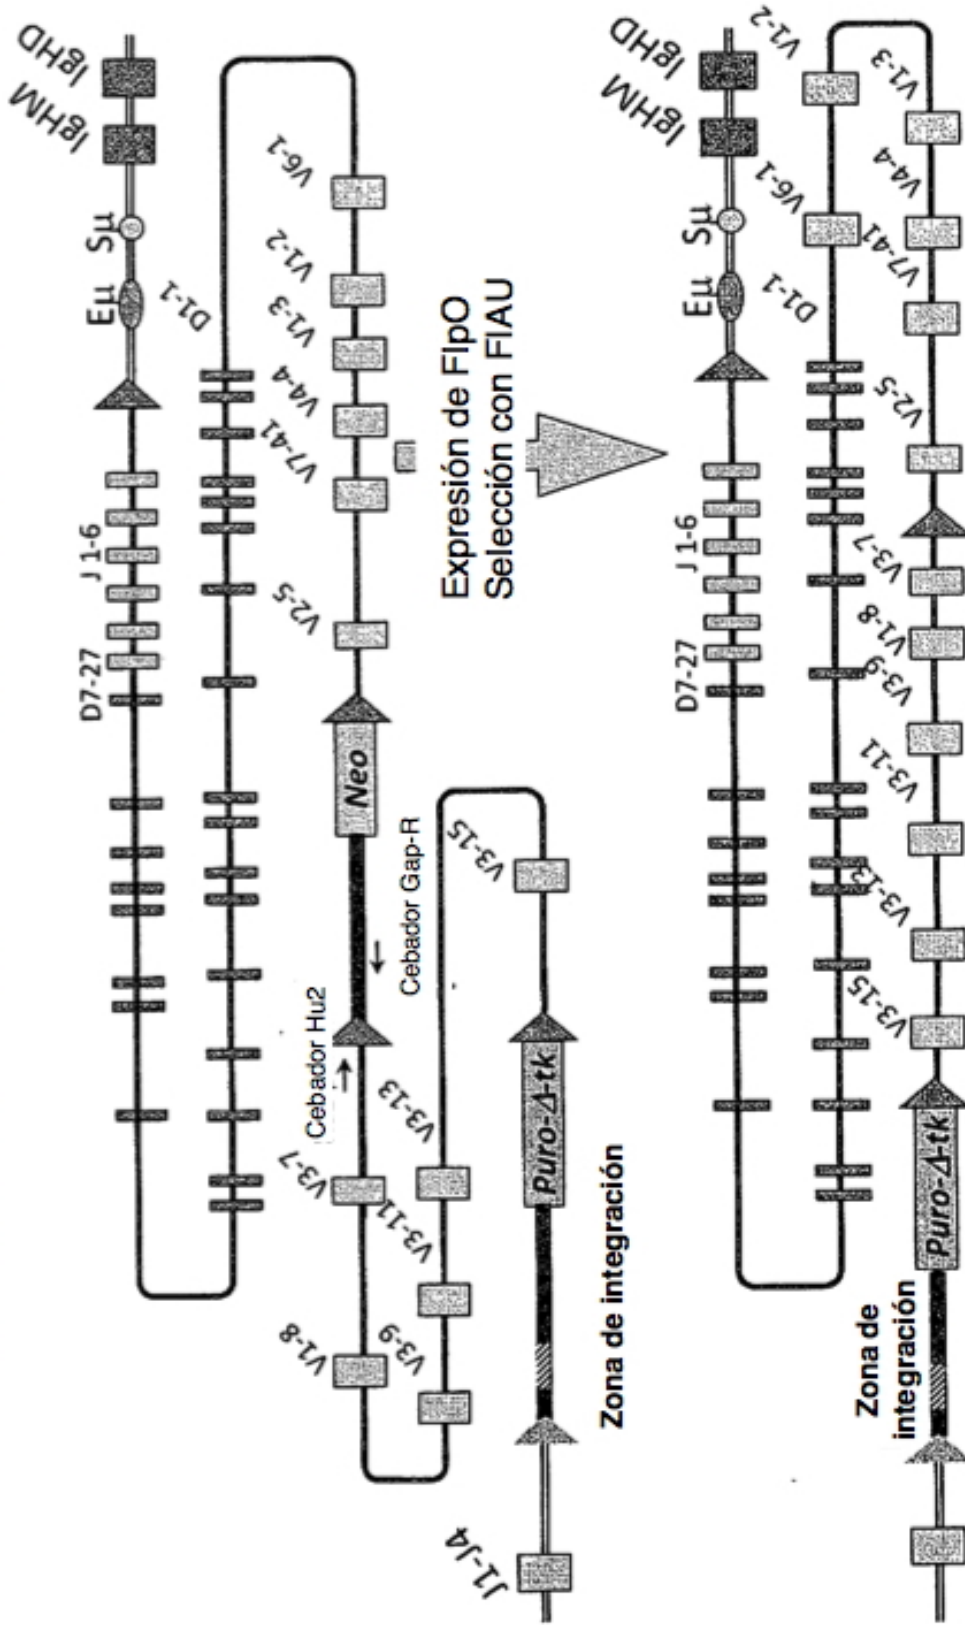 D7-27 J 1-6 Eµ Sµ IgHM IgHD
D1-1
V1-8 V3-7 Cebador Hu2 Neo V2-5 V7-41 V4-4 V1-3 V1-2 V6-1
V3-9 V3-11 V3-13 Cebador Gap-R
V3-15
J1-J4 Puro-Δ-tk
Zona de integración
Expresión de FlpO
Selección con FIAU
D7-27 J 1-6 Eµ Sµ IgHM IgHD
D1-1 V6-1 V1-2
V3-15 V3-13 V3-11 V3-9 V1-8 V3-7 V2-5 V7-41 V4-4 V1-3
Zona de
integración
Puro-Δ-tk